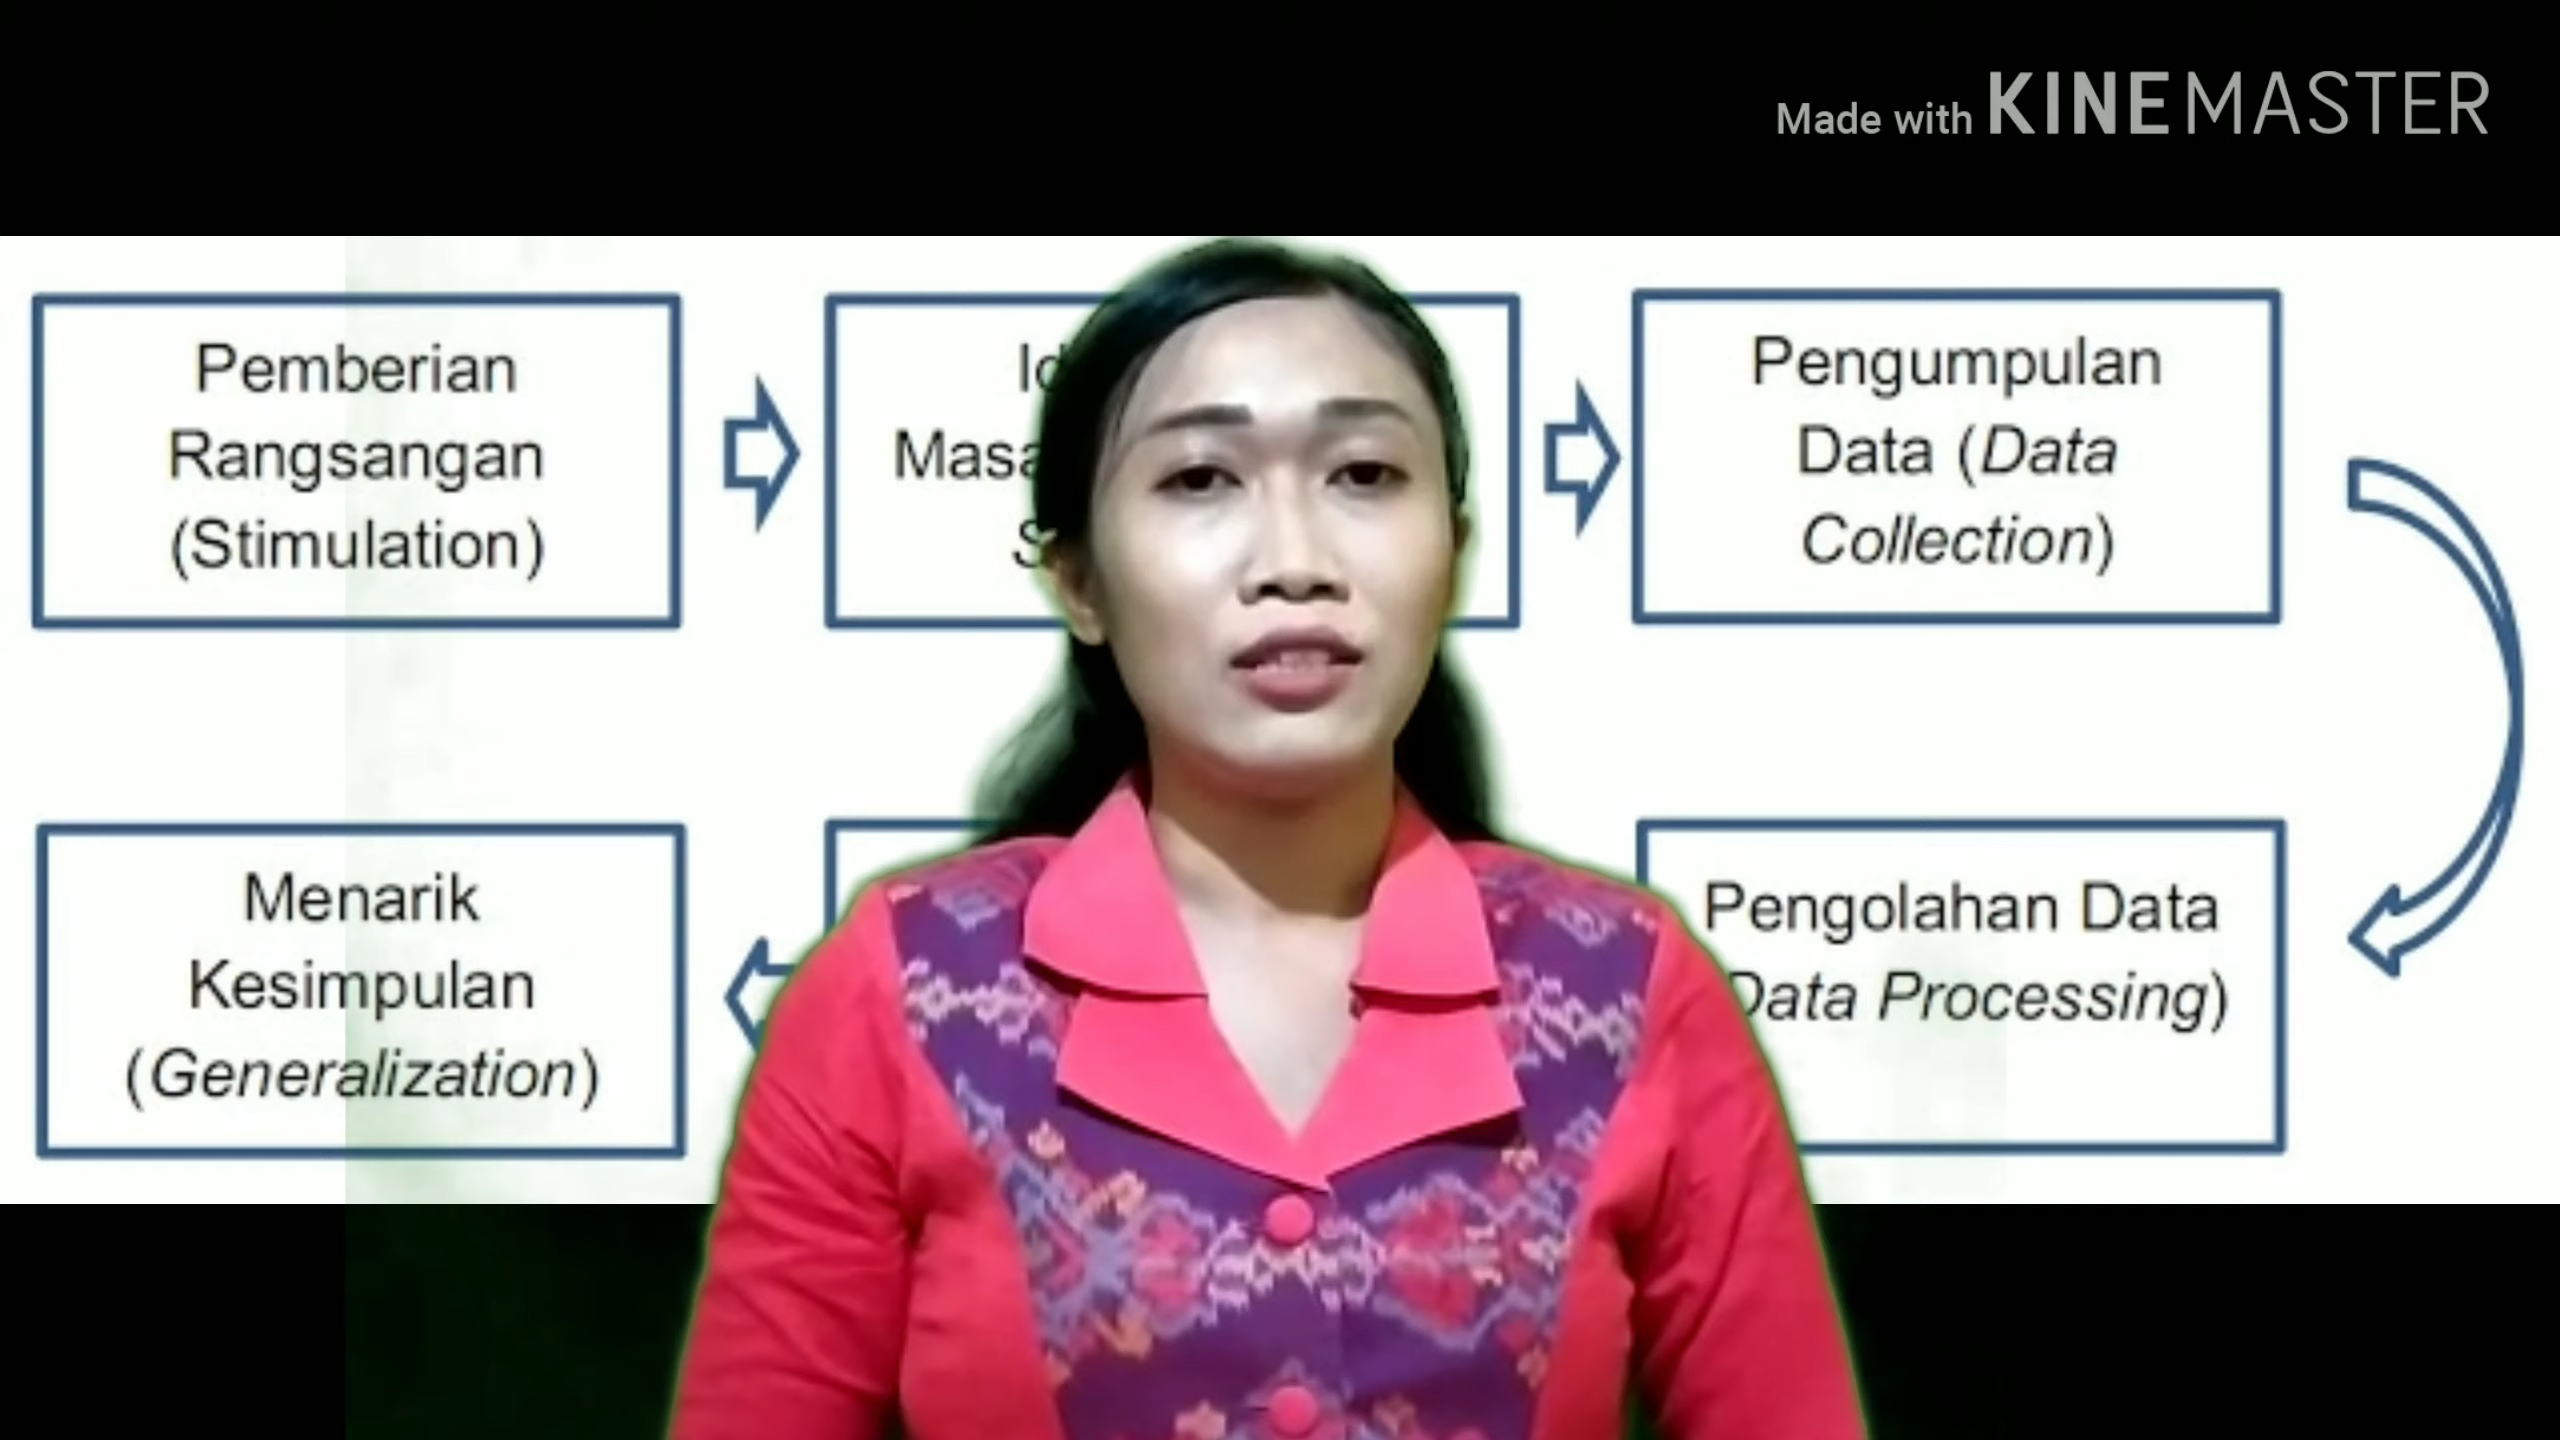 Made with KINEMASTER
Pemberian
Rangsangan
(Stimulation)
Pengumpulan
Data (Data
Collection)
Menarik
Kesimpulan
(Generalization)
Pengolahan Data
Data Processing)